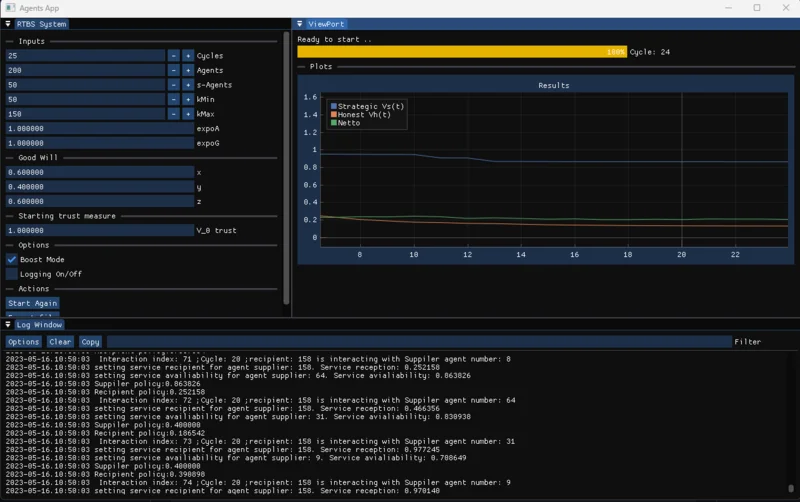 Agents App
RTBS System
Inputs
25 - + Cycles
200 - + Agents
50 - + s-Agents
50 - + kMin
150 - + kMax
1.000000 expoA
1.000000 expoG
Good Will
0.600000 x
0.400000 y
0.600000 z
Starting trust measure
1.000000 V_0 trust
Options
Boost Mode
Logging On/Off
Actions
Start Again
ViewPort
Ready to start ..
100% Cycle: 24
Plots
Results
Strategic Vs(t)
Honest Vh(t)
Netto
1.6
1.4
1.2
1
0.8
0.6
0.4
0.2
0
8 10 12 14 16 18 20 22
Log Window
Options Clear Copy Filter
2023-05-16.10:50:03 Interaction index: 71 ;Cycle: 20 ;recipient: 158 is interacting with Suppiler agent number: 8
2023-05-16.10:50:03 setting service recipient for agent supplier: 158. Service reception: 0.252158
2023-05-16.10:50:03 setting service availiability for agent supplier: 64. Service avialiability: 0.863826
2023-05-16.10:50:03 Suppiler policy:0.863826
2023-05-16.10:50:03 Recipient policy:0.252158
2023-05-16.10:50:03 Interaction index: 72 ;Cycle: 20 ;recipient: 158 is interacting with Suppiler agent number: 64
2023-05-16.10:50:03 setting service recipient for agent supplier: 158. Service reception: 0.466356
2023-05-16.10:50:03 setting service availiability for agent supplier: 31. Service avialiability: 0.830938
2023-05-16.10:50:03 Suppiler policy:0.400000
2023-05-16.10:50:03 Recipient policy:0.186542
2023-05-16.10:50:03 Interaction index: 73 ;Cycle: 20 ;recipient: 158 is interacting with Suppiler agent number: 31
2023-05-16.10:50:03 setting service recipient for agent supplier: 158. Service reception: 0.977245
2023-05-16.10:50:03 setting service availiability for agent supplier: 9. Service avialiability: 0.708649
2023-05-16.10:50:03 Suppiler policy:0.400000
2023-05-16.10:50:03 Recipient policy:0.390898
2023-05-16.10:50:03 Interaction index: 74 ;Cycle: 20 ;recipient: 158 is interacting with Suppiler agent number: 9
2023-05-16.10:50:03 setting service recipient for agent supplier: 158. Service reception: 0.970140